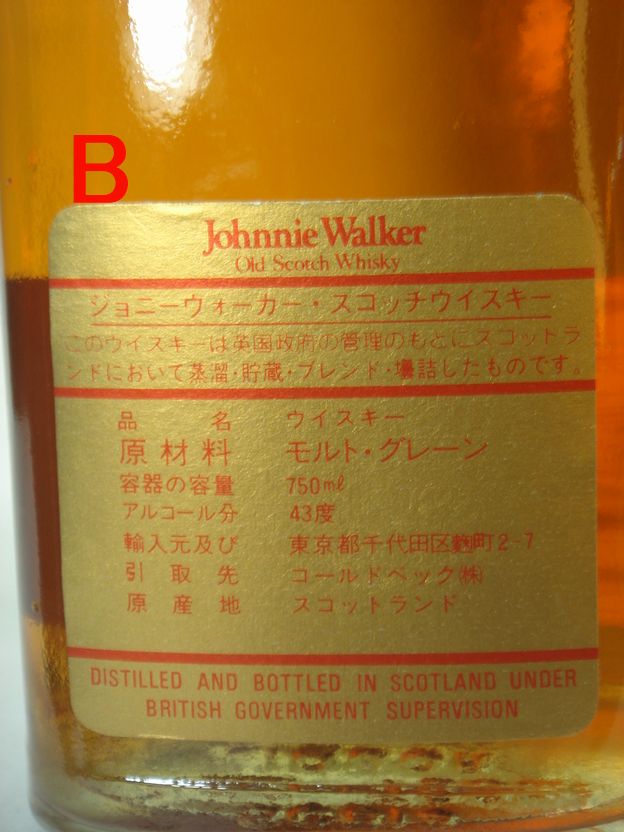 B
Johnnie Walker
Old Scotch Whisky
ジョニーウォーカー・スコッチウイスキー
このウイスキーは英国政府の管理のもとにスコットラ
ンドにおいて蒸溜・貯蔵・ブレンド・壜詰したものです。
品名 ウイスキー
原材料 モルト・グレーン
容器の容量 750ml
アルコール分 43度
輸入元及び 東京都千代田区麹町2-7
引取先 コールドベック㈱
原産地 スコットランド
DISTILLED AND BOTTLED IN SCOTLAND UNDER
BRITISH GOVERNMENT SUPERVISION